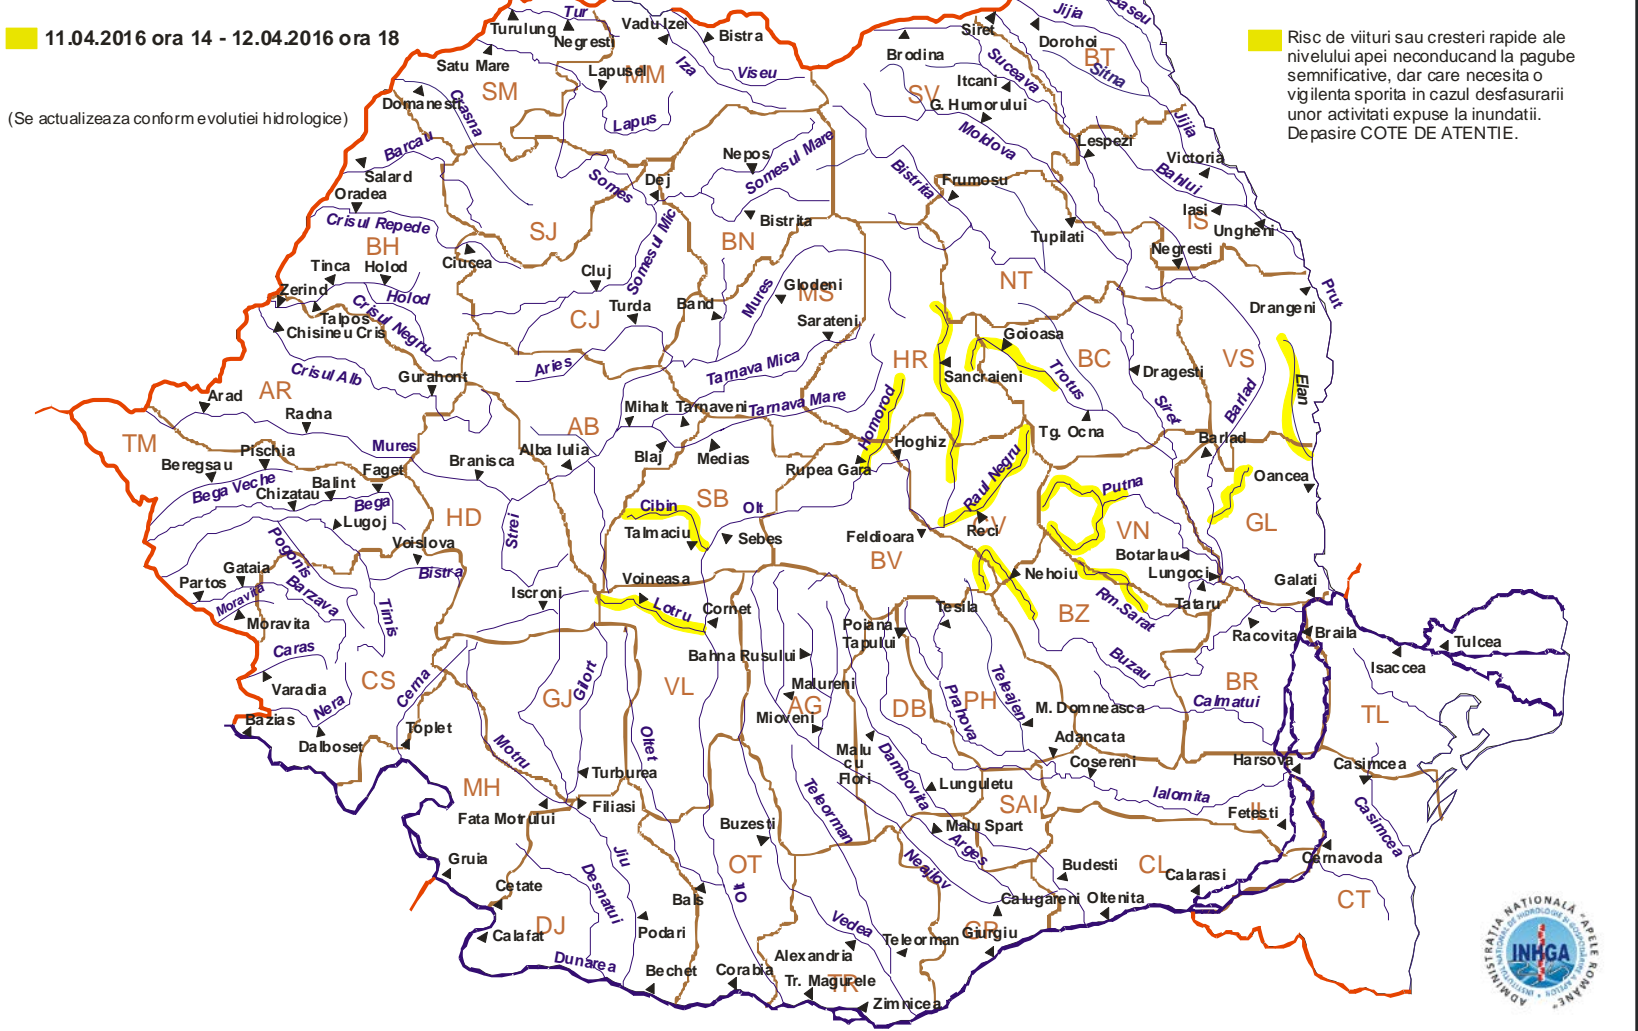 11.04.2016 ora 14 - 12.04.2016 ora 18
(Se actualizeaza conform evolutiei hidrologice)
Risc de viituri sau cresteri rapide ale
nivelului apei neconducand la pagube
semnificative, dar care necesita o
vigilenta sporita in cazul desfasurarii
unor activitati expuse la inundatii.
Depasire COTE DE ATENTIE.
Tur
Turulung
Negresti
Vadu Izei
Bistra
Iza
Viseu
Satu Mare
Lapusel
MM
SM
Domanesti
Crasna
Lapus
Barcau
Salard
Oradea
Crisul Repede
BH
SJ
Somes
Dej
Nepos
Somesul Mare
Bistrita
BN
Somesul Mic
Ciucea
Cluj
Turda
CJ
Band
Mures
Glodeni
MS
Sarateni
Tinca
Holod
Holod
Zerind
Talpos
Chisineu Cris
Crisul Negru
Crisul Alb
Gurahont
Aries
Tarnava Mica
Tarnava Mare
AR
Arad
Radna
Mures
AB
Mihalt
Tarnaveni
Alba Iulia
Blaj
Medias
Branisca
TM
Pischia
Beregsau
Bega Veche
Chizatau
Balint
Faget
Bega
Lugoj
HD
Strei
SB
Cibin
Talmaciu
Olt
Sebes
Voislova
Bistra
Pogonis
Gataia
Partos
Moravita
Moravita
Barzava
Timis
Iscroni
Voineasa
Lotru
Cornet
Caras
Varadia
CS
Nera
Cerna
Bazias
Dalboset
Toplet
GJ
Gilort
VL
Oltet
Motru
MH
Turburea
Filiasi
Fata Motrului
Gruia
Cetate
Calafat
DJ
Desnatui
Jiu
Podari
Dunarea
Bechet
Bals
OT
Olt
Buzesti
Corabia
Siret
Jijia
Baseu
Dorohoi
BT
Sitna
Brodina
Itcani
Suceava
SV
G. Humorului
Moldova
Lespezi
Jijia
Victoria
Bahlui
Iasi
IS
Ungheni
Bistrita
Frumosu
Tupilati
Negresti
NT
Drangeni
Prut
HR
Goioasa
Sancraieni
BC
Trotus
Dragesti
Siret
VS
Barlad
Elan
Homorod
Hoghiz
Rupea Gara
Tg. Ocna
Barlad
Oancea
Raul Negru
CV
Reci
Feldioara
BV
Putna
VN
GL
Botarlau
Lungoci
Tataru
Galati
Nehoiu
BZ
Rm.Sarat
Racovita
Braila
Tulcea
Isaccea
Tesila
Poiana
Tapului
Bahna Rusului
Malureni
AG
Mioveni
DB
PH
Prahova
Teleajen
M. Domneasca
Buzau
BR
Calmatui
TL
Malu
cu
Flori
Dambovita
Lunguletu
Adancata
Cosereni
Harsova
Casimcea
Casimcea
SAI
Ialomita
IL
Fetesti
Malu Spart
Teleorman
Arges
Neajlov
Budesti
CL
Calarasi
Cernavoda
CT
Calugareni
Oltenita
GR
Giurgiu
Vedea
Alexandria
Teleorman
Tr. Magurele
TR
Zimnicea
ADMINISTRATIA NATIONALA "APELE ROMANE"
INHGA